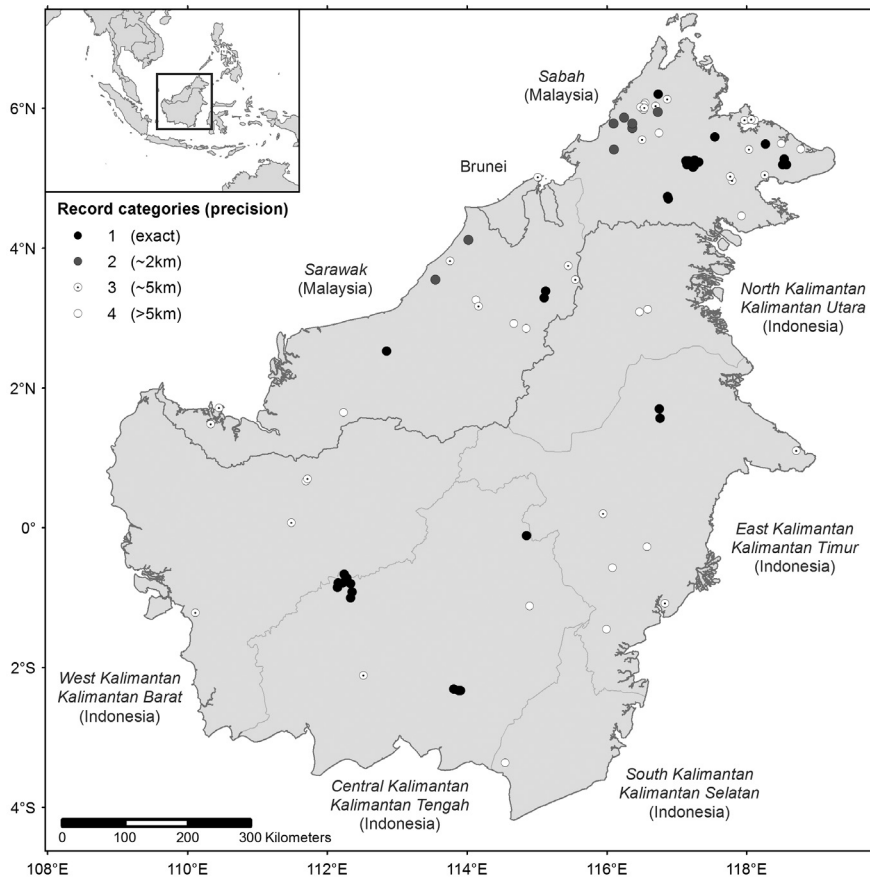 6°N
4°N
2°N
0°
2°S
4°S
Sabah
(Malaysia)
Brunei
Record categories (precision)
1 (exact)
2 (~2km)
3 (~5km)
4 (>5km)
Sarawak
(Malaysia)
North Kalimantan
Kalimantan Utara
(Indonesia)
East Kalimantan
Kalimantan Timur
(Indonesia)
West Kalimantan
Kalimantan Barat
(Indonesia)
Central Kalimantan
Kalimantan Tengah
(Indonesia)
South Kalimantan
Kalimantan Selatan
(Indonesia)
0 100 200 300 Kilometers
108°E 110°E 112°E 114°E 116°E 118°E